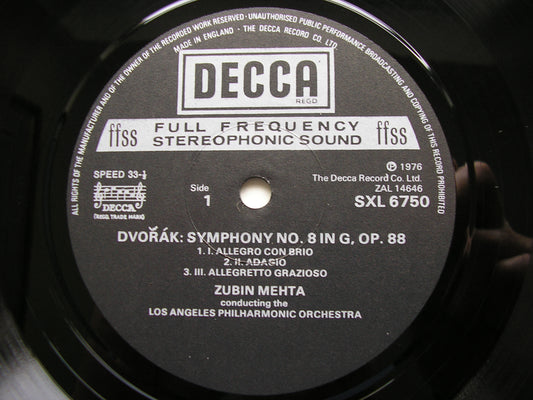 ALL RIGHTS OF THE MANUFACTURER AND OF THE OWNER OF THE RECORDED WORK RESERVED · UNAUTHORISED PUBLIC PERFORMANCE BROADCASTING AND COPYING OF THIS RECORD PROHIBITED
MADE IN ENGLAND · THE DECCA RECORD CO. LTD.
DECCA
REGD.
ffss FULL FREQUENCY ffss
STEREOPHONIC SOUND
SPEED 33-⅓
DECCA
(REGD. TRADE MARK)
Side
1
℗ 1976
The Decca Record Co. Ltd.
ZAL 14646
SXL 6750
DVOŘÁK: SYMPHONY NO. 8 IN G, OP. 88
1. I. ALLEGRO CON BRIO
2. II. ADAGIO
3. III. ALLEGRETTO GRAZIOSO
ZUBIN MEHTA
conducting the
LOS ANGELES PHILHARMONIC ORCHESTRA